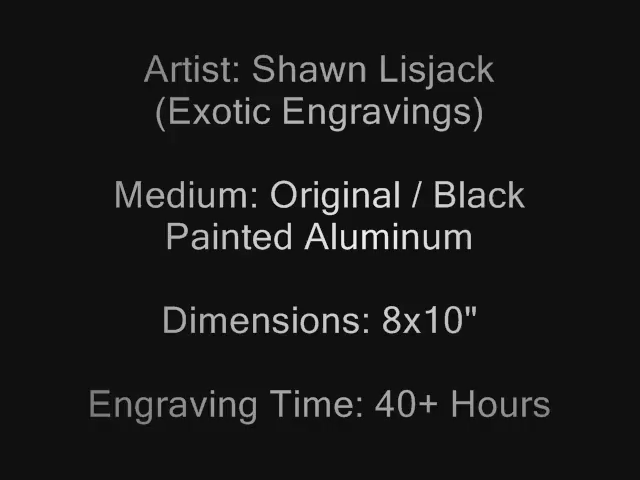 Artist: Shawn Lisjack
(Exotic Engravings)
Medium: Original / Black
Painted Aluminum
Dimensions: 8x10"
Engraving Time: 40+ Hours